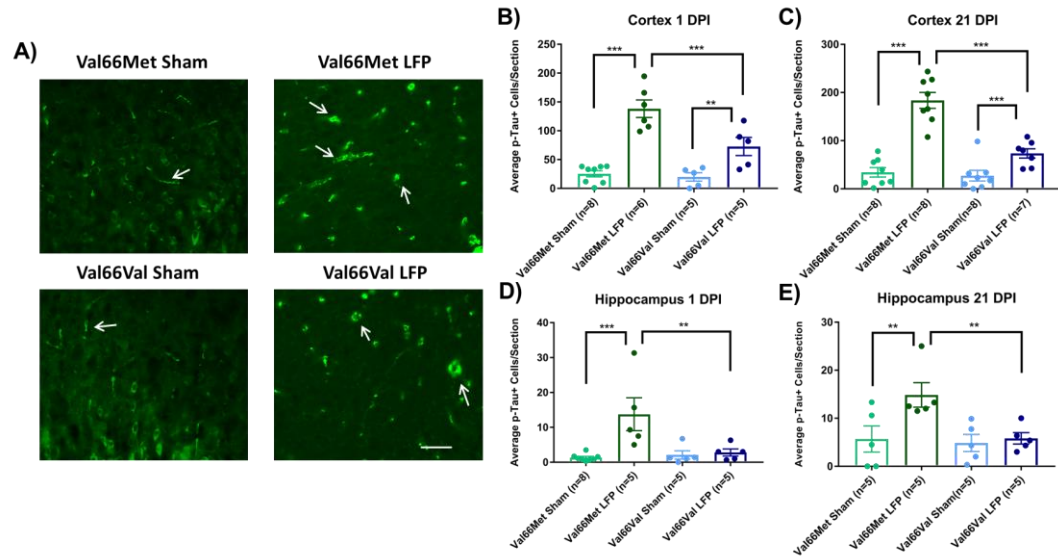 A)
Val66Met Sham
Val66Met LFP
Val66Val Sham
Val66Val LFP
B)
Cortex 1 DPI
Average p-Tau+ Cells/Section
250
200
150
100
50
0
***
***
**
Val66Met Sham (n=8)
Val66Met LFP (n=6)
Val66Val Sham (n=5)
Val66Val LFP (n=5)
C)
Cortex 21 DPI
Average p-Tau+ Cells/Section
300
200
100
0
***
***
***
Val66Met Sham (n=8)
Val66Met LFP (n=8)
Val66Val Sham(n=8)
Val66Val LFP (n=7)
D)
Hippocampus 1 DPI
Average p-Tau+ Cells/Section
40
30
20
10
0
***
**
Val66Met Sham (n=8)
Val66Met LFP (n=5)
Val66Val Sham (n=5)
Val66Val LFP (n=5)
E)
Hippocampus 21 DPI
Average p-Tau+ Cells/Section
30
20
10
0
**
**
Val66Met Sham (n=5)
Val66Met LFP (n=5)
Val66Val Sham(n=5)
Val66Val LFP (n=5)